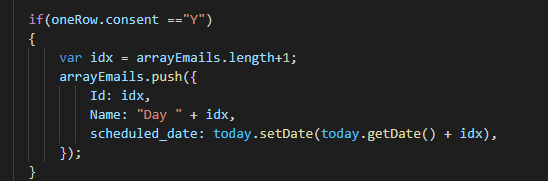 if(oneRow.consent =="Y")
{
var idx = arrayEmails.length+1;
arrayEmails.push({
Id: idx,
Name: "Day " + idx,
scheduled_date: today.setDate(today.getDate() + idx),
});
}